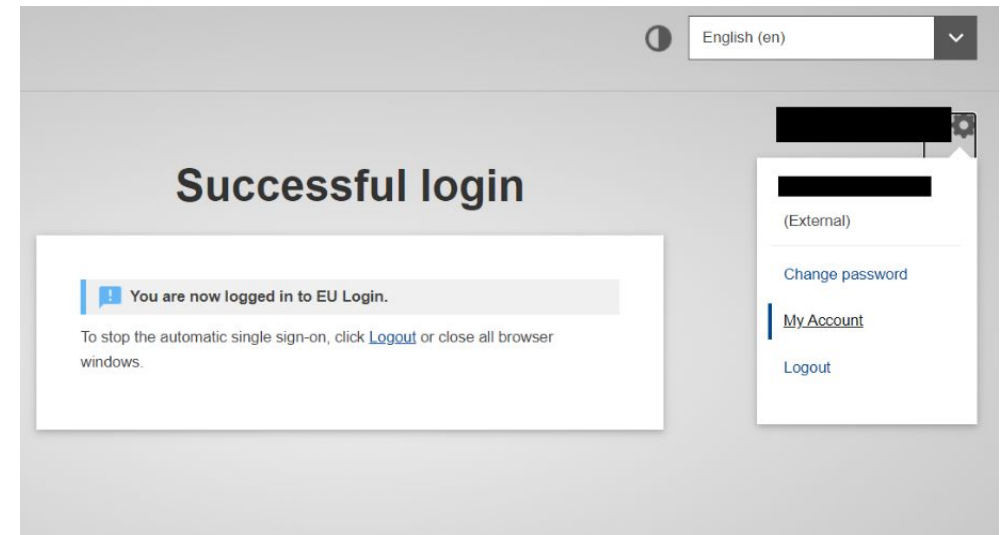 English (en)
Successful login
(External)
You are now logged in to EU Login.
To stop the automatic single sign-on, click Logout or close all browser
windows.
Change password
My Account
Logout